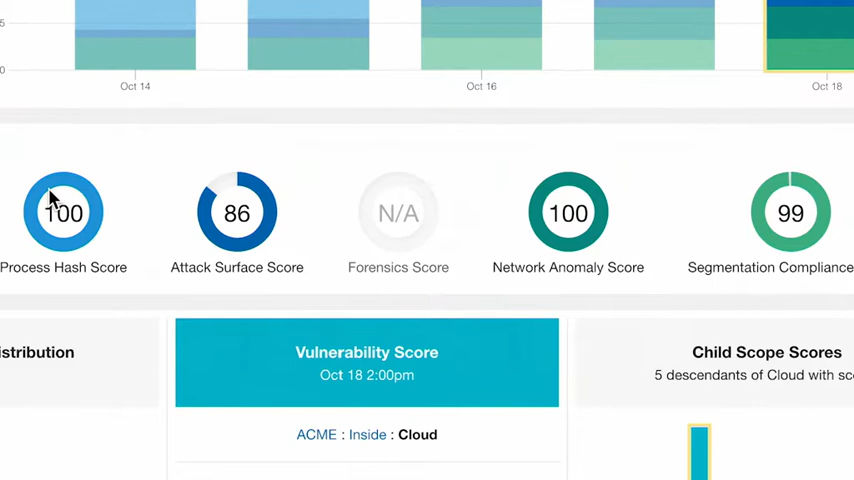 5
0
Oct 14
Oct 16
Oct 18
100
86
N/A
100
99
Process Hash Score
Attack Surface Score
Forensics Score
Network Anomaly Score
Segmentation Compliance
istribution
Vulnerability Score
Oct 18 2:00pm
Child Scope Scores
5 descendants of Cloud with sc
ACME : Inside : Cloud